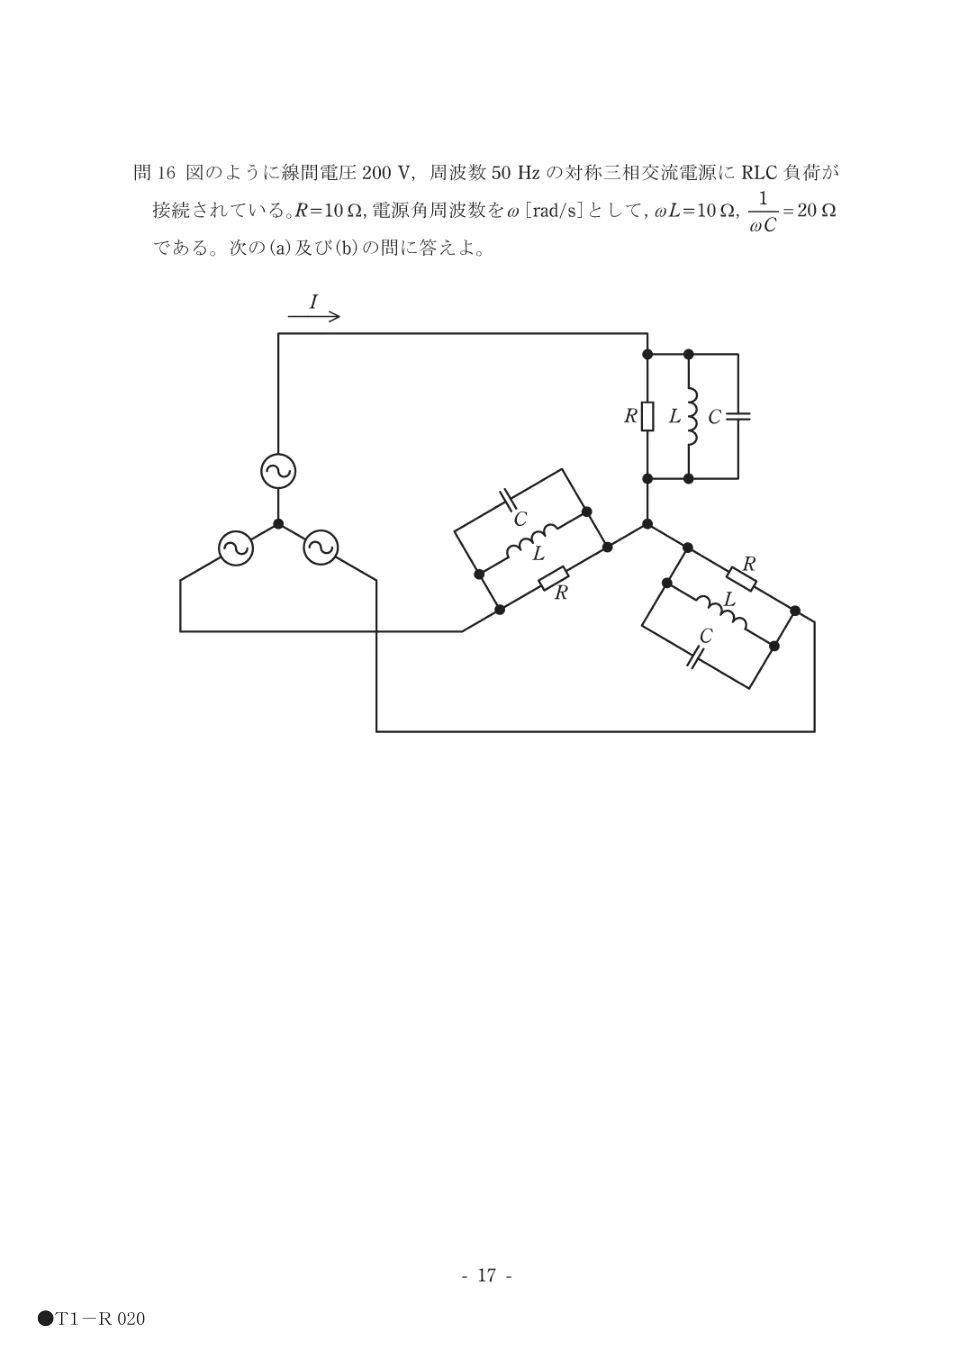 問 16 図のように線間電圧 200 V，周波数 50 Hz の対称三相交流電源に RLC 負荷が
接続されている。R＝10 Ω，電源角周波数を ω [rad/s]として，ωL＝10 Ω，1/ωC＝20 Ω
である。次の(a)及び(b)の問に答えよ。
I
R L C
C
L
R
R
L
C
- 17 -
●T1－R 020